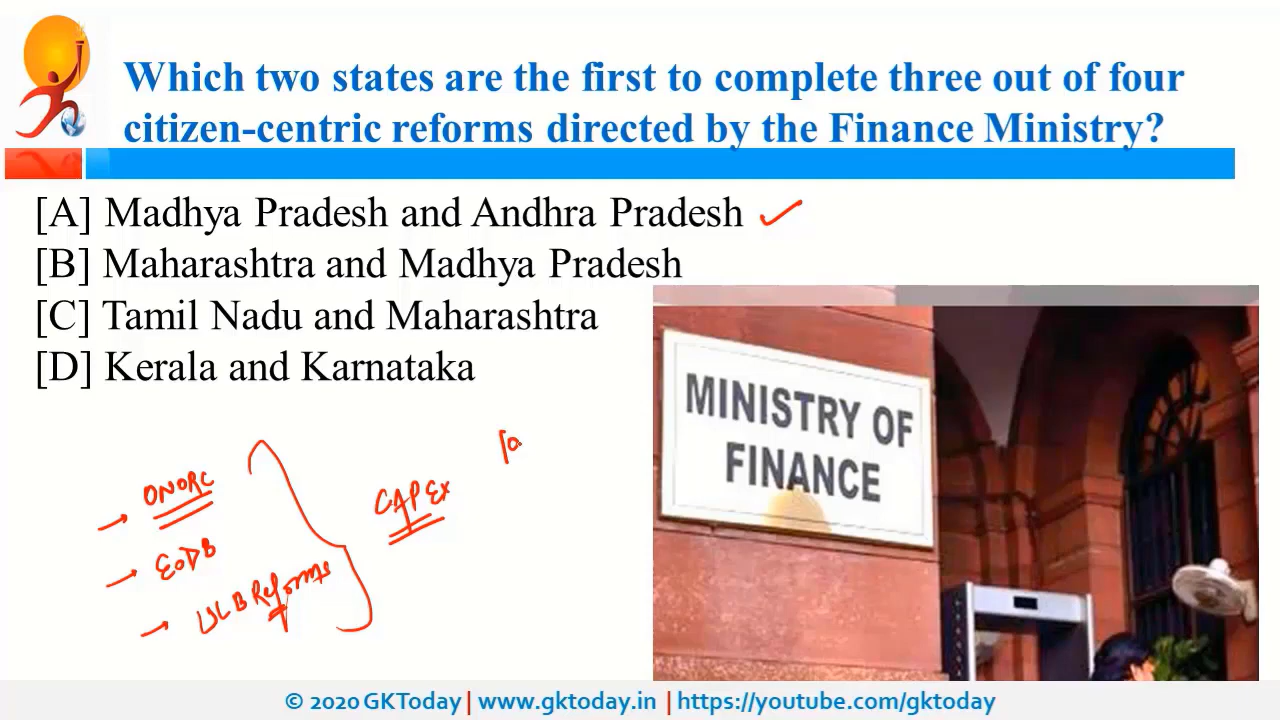 Which two states are the first to complete three out of four
citizen-centric reforms directed by the Finance Ministry?
[A] Madhya Pradesh and Andhra Pradesh
[B] Maharashtra and Madhya Pradesh
[C] Tamil Nadu and Maharashtra
[D] Kerala and Karnataka
→ ONORC
→ EODB
→ ULB Reforms
CAPEX
MINISTRY OF
FINANCE
© 2020 GKToday | www.gktoday.in | https://youtube.com/gktoday